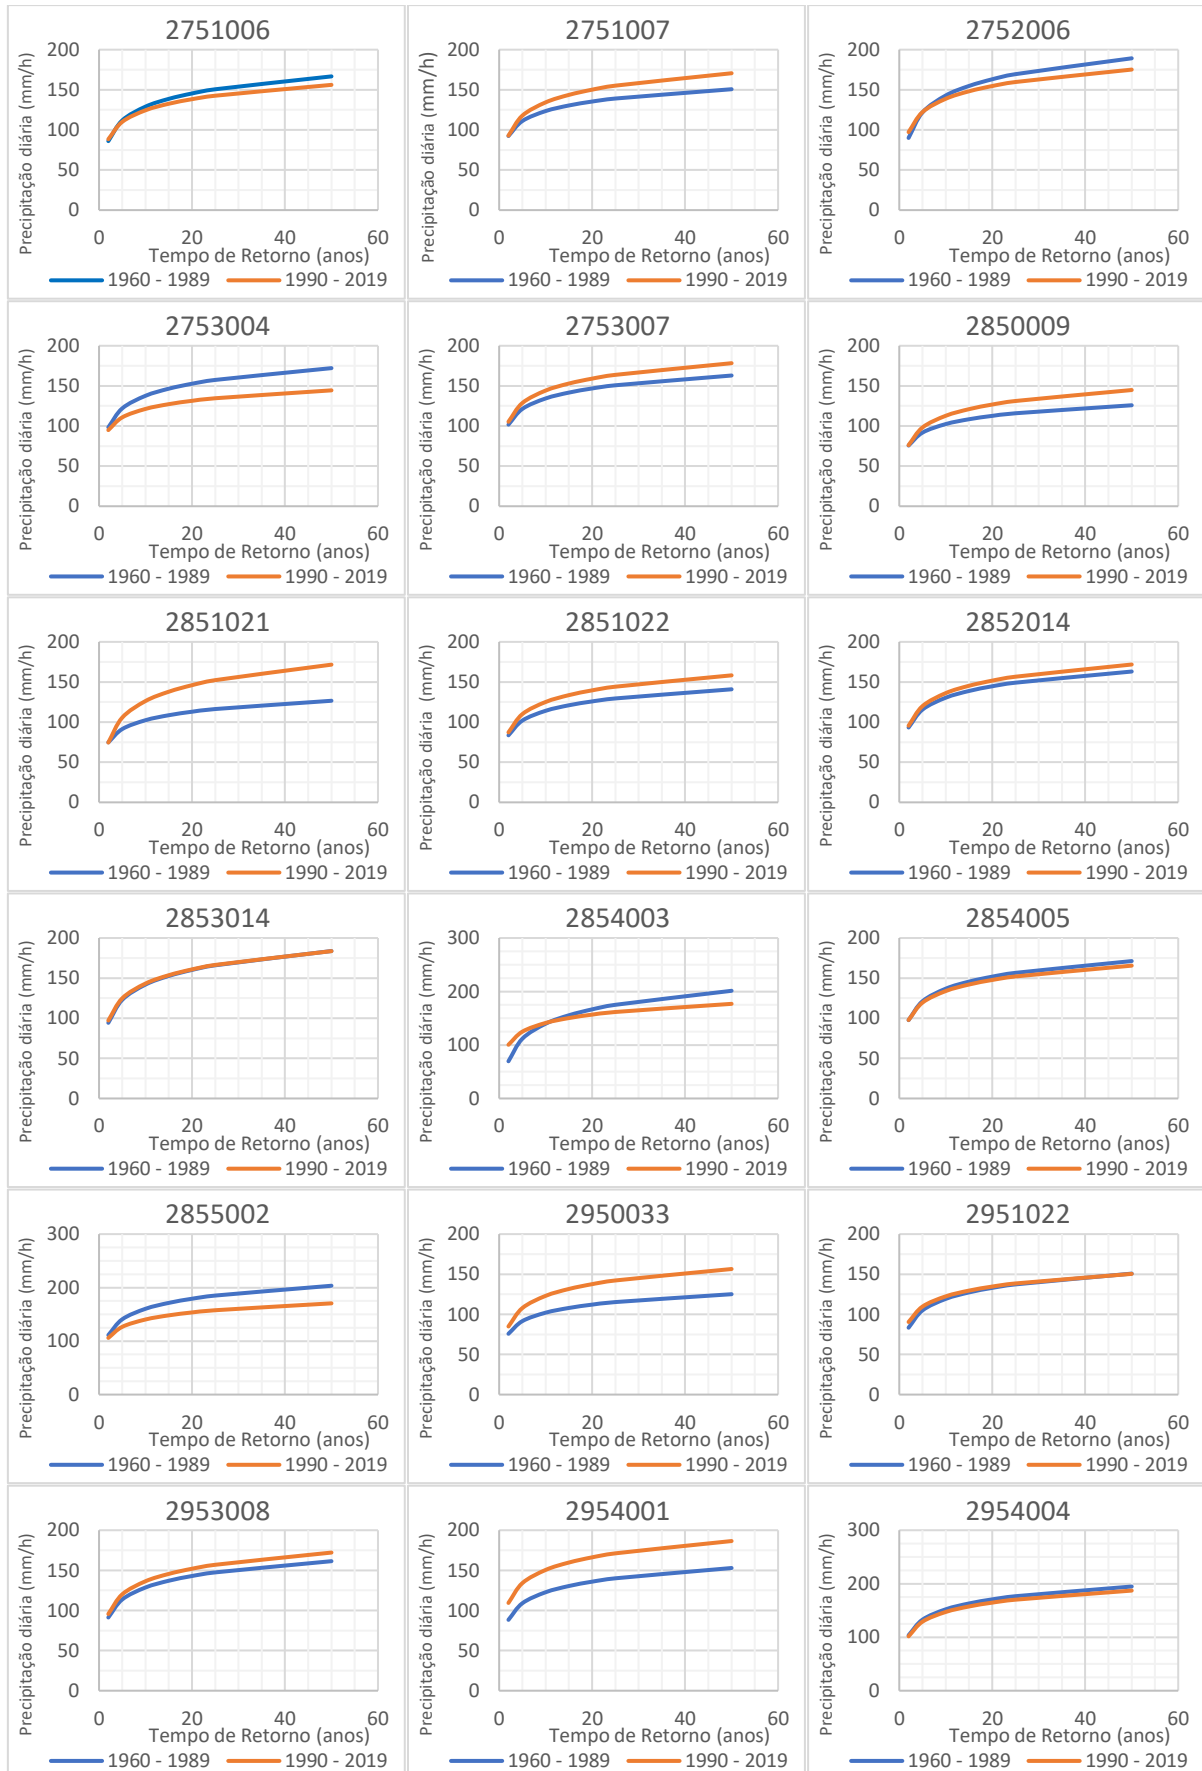 2751006
Precipitação diária (mm/h)
200
150
100
50
0
0 20 40 60
Tempo de Retorno (anos)
1960 - 1989 1990 - 2019
2751007
Precipitação diária (mm/h)
200
150
100
50
0
0 20 40 60
Tempo de Retorno (anos)
1960 - 1989 1990 - 2019
2752006
Precipitação diária (mm/h)
200
150
100
50
0
0 20 40 60
Tempo de Retorno (anos)
1960 - 1989 1990 - 2019
2753004
Precipitação diária (mm/h)
200
150
100
50
0
0 20 40 60
Tempo de Retorno (anos)
1960 - 1989 1990 - 2019
2753007
Precipitação diária (mm/h)
200
150
100
50
0
0 20 40 60
Tempo de Retorno (anos)
1960 - 1989 1990 - 2019
2850009
Precipitação diária (mm/h)
200
150
100
50
0
0 20 40 60
Tempo de Retorno (anos)
1960 - 1989 1990 - 2019
2851021
Precipitação diária (mm/h)
200
150
100
50
0
0 20 40 60
Tempo de Retorno (anos)
1960 - 1989 1990 - 2019
2851022
Precipitação diária (mm/h)
200
150
100
50
0
0 20 40 60
Tempo de Retorno (anos)
1960 - 1989 1990 - 2019
2852014
Precipitação diária (mm/h)
200
150
100
50
0
0 20 40 60
Tempo de Retorno (anos)
1960 - 1989 1990 - 2019
2853014
Precipitação diária (mm/h)
200
150
100
50
0
0 20 40 60
Tempo de Retorno (anos)
1960 - 1989 1990 - 2019
2854003
Precipitação diária (mm/h)
300
200
100
0
0 20 40 60
Tempo de Retorno (anos)
1960 - 1989 1990 - 2019
2854005
Precipitação diária (mm/h)
200
150
100
50
0
0 20 40 60
Tempo de Retorno (anos)
1960 - 1989 1990 - 2019
2855002
Precipitação diária (mm/h)
300
200
100
0
0 20 40 60
Tempo de Retorno (anos)
1960 - 1989 1990 - 2019
2950033
Precipitação diária (mm/h)
200
150
100
50
0
0 20 40 60
Tempo de Retorno (anos)
1960 - 1989 1990 - 2019
2951022
Precipitação diária (mm/h)
200
150
100
50
0
0 20 40 60
Tempo de Retorno (anos)
1960 - 1989 1990 - 2019
2953008
Precipitação diária (mm/h)
200
150
100
50
0
0 20 40 60
Tempo de Retorno (anos)
1960 - 1989 1990 - 2019
2954001
Precipitação diária (mm/h)
200
150
100
50
0
0 20 40 60
Tempo de Retorno (anos)
1960 - 1989 1990 - 2019
2954004
Precipitação diária (mm/h)
300
200
100
0
0 20 40 60
Tempo de Retorno (anos)
1960 - 1989 1990 - 2019